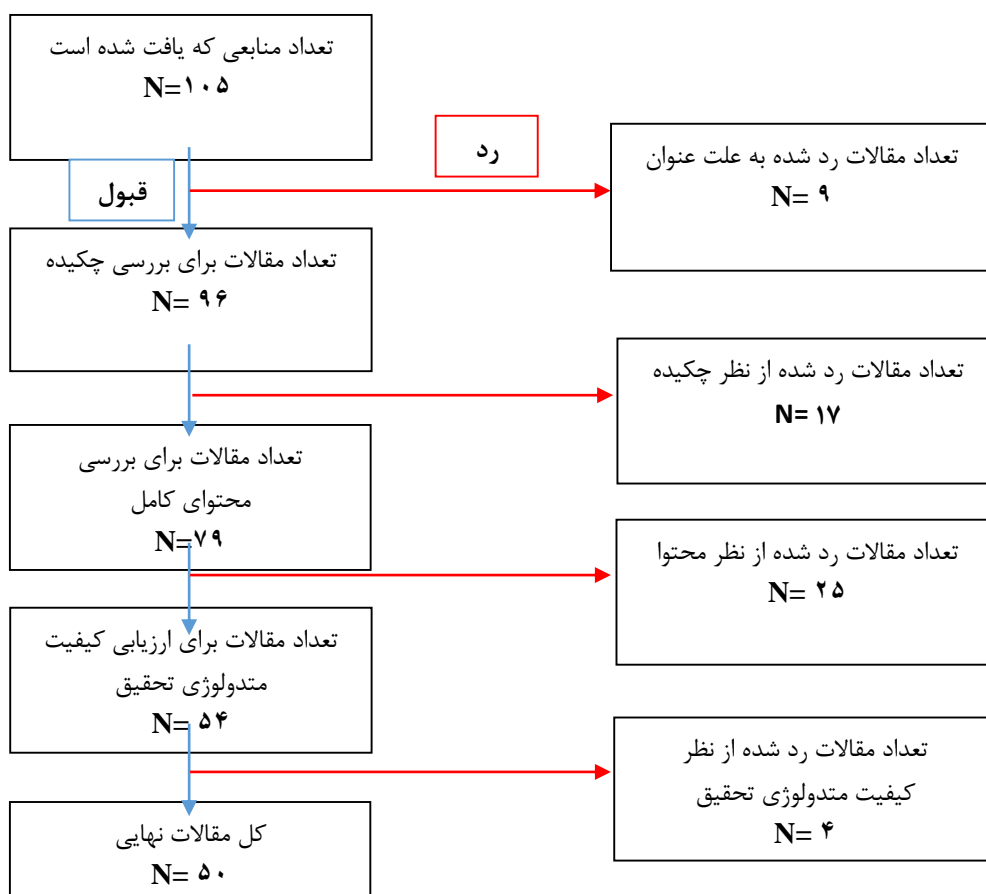 تعداد منابعی که یافت شده است
N=۱۰۵
رد
تعداد مقالات رد شده به علت عنوان
N= ۹
قبول
تعداد مقالات برای بررسی چکیده
N= ۹۶
تعداد مقالات رد شده از نظر چکیده
N= ۱۷
تعداد مقالات برای بررسی
محتوای کامل
N=۷۹
تعداد مقالات رد شده از نظر محتوا
N= ۲۵
تعداد مقالات برای ارزیابی کیفیت
متدولوژی تحقیق
N= ۵۴
تعداد مقالات رد شده از نظر
کیفیت متدولوژی تحقیق
N= ۴
کل مقالات نهایی
N= ۵۰